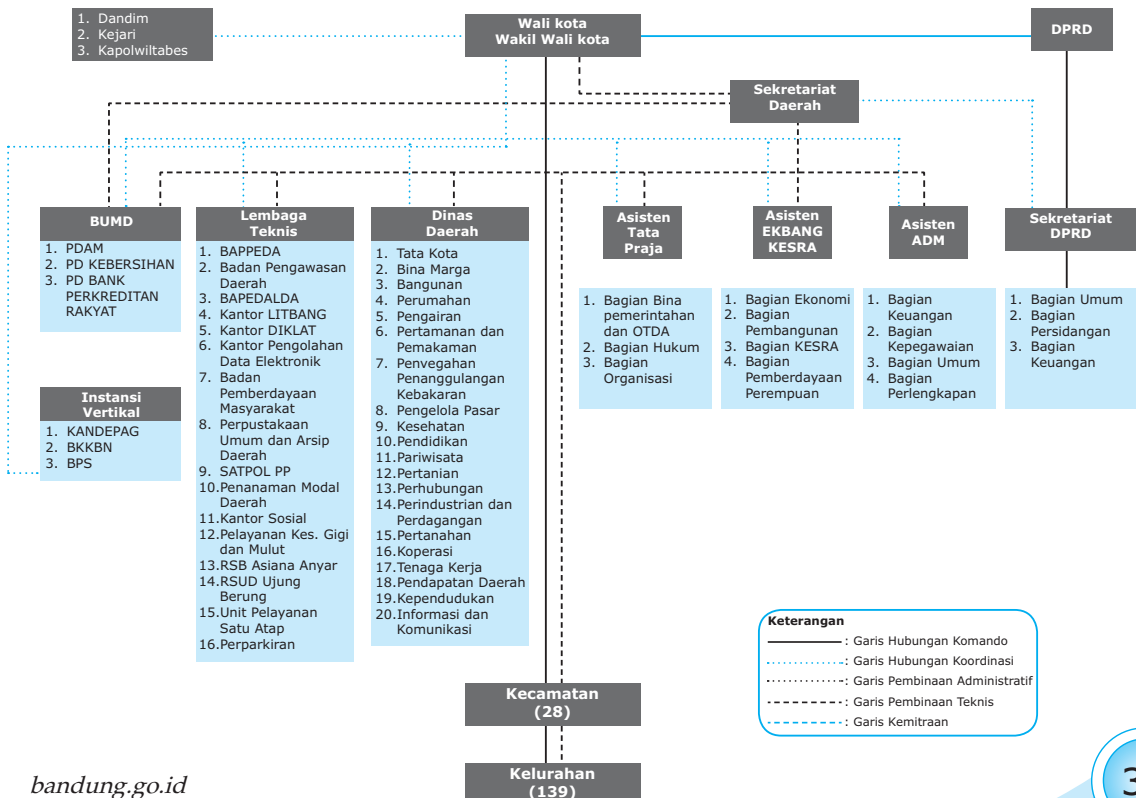 1. Dandim
2. Kejari
3. Kapolwiltabes
Wali kota
Wakil Wali kota
DPRD
Sekretariat
Daerah
BUMD
1. PDAM
2. PD KEBERSIHAN
3. PD BANK
PERKREDITAN
RAKYAT
Instansi
Vertikal
1. KANDEPAG
2. BKKBN
3. BPS
Lembaga
Teknis
1. BAPPEDA
2. Badan Pengawasan
Daerah
3. BAPEDALDA
4. Kantor LITBANG
5. Kantor DIKLAT
6. Kantor Pengolahan
Data Elektronik
7. Badan
Pemberdayaan
Masyarakat
8. Perpustakaan
Umum dan Arsip
Daerah
9. SATPOL PP
10.Penanaman Modal
Daerah
11.Kantor Sosial
12.Pelayanan Kes. Gigi
dan Mulut
13.RSB Asiana Anyar
14.RSUD Ujung
Berung
15.Unit Pelayanan
Satu Atap
16.Perparkiran
Dinas
Daerah
1. Tata Kota
2. Bina Marga
3. Bangunan
4. Perumahan
5. Pengairan
6. Pertamanan dan
Pemakaman
7. Penvegahan
Penanggulangan
Kebakaran
8. Pengelola Pasar
9. Kesehatan
10.Pendidikan
11.Pariwisata
12.Pertanian
13.Perhubungan
14.Perindustrian dan
Perdagangan
15.Pertanahan
16.Koperasi
17.Tenaga Kerja
18.Pendapatan Daerah
19.Kependudukan
20.Informasi dan
Komunikasi
Asisten
Tata
Praja
1. Bagian Bina
pemerintahan
dan OTDA
2. Bagian Hukum
3. Bagian
Organisasi
Asisten
EKBANG
KESRA
1. Bagian Ekonomi
2. Bagian
Pembangunan
3. Bagian KESRA
4. Bagian
Pemberdayaan
Perempuan
Asisten
ADM
1. Bagian
Keuangan
2. Bagian
Kepegawaian
3. Bagian Umum
4. Bagian
Perlengkapan
Sekretariat
DPRD
1. Bagian Umum
2. Bagian
Persidangan
3. Bagian
Keuangan
Keterangan
: Garis Hubungan Komando
: Garis Hubungan Koordinasi
: Garis Pembinaan Administratif
: Garis Pembinaan Teknis
: Garis Kemitraan
Kecamatan
(28)
Kelurahan
(139)
bandung.go.id
3